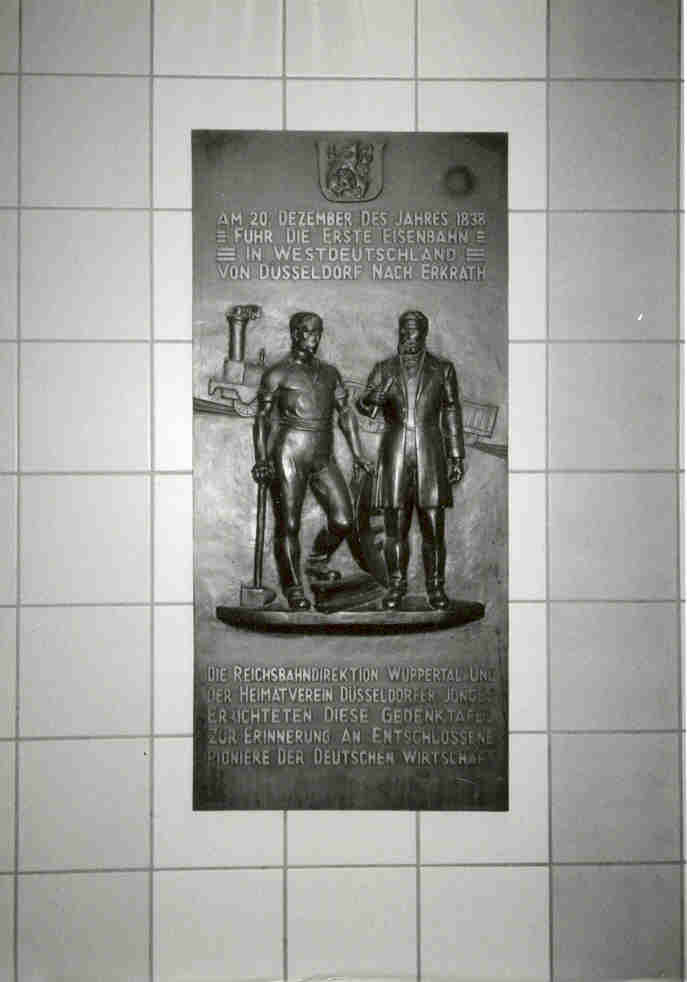 AM 20. DEZEMBER DES JAHRES 1838
FUHR DIE ERSTE EISENBAHN
IN WESTDEUTSCHLAND
VON DÜSSELDORF NACH ERKRATH
DIE REICHSBAHNDIREKTION WUPPERTAL UND
DER HEIMATVEREIN DÜSSELDORFER JONGES
ERRICHTETEN DIESE GEDENKTAFEL
ZUR ERINNERUNG AN ENTSCHLOSSENE
PIONIERE DER DEUTSCHEN WIRTSCHAFT